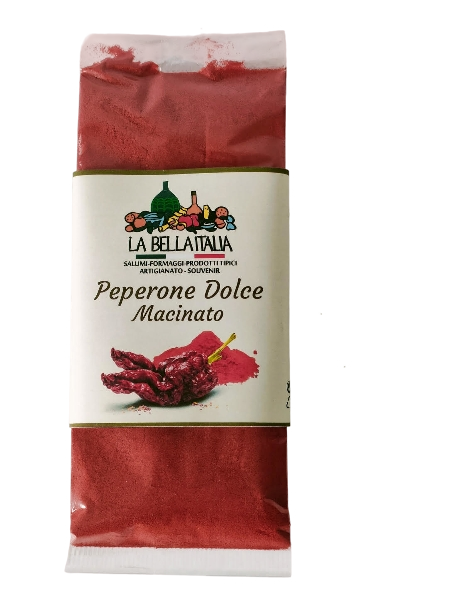 LA BELLA ITALIA
SALUMI-FORMAGGI-PRODOTTI TIPICI
ARTIGIANATO - SOUVENIR
Peperone Dolce
Macinato